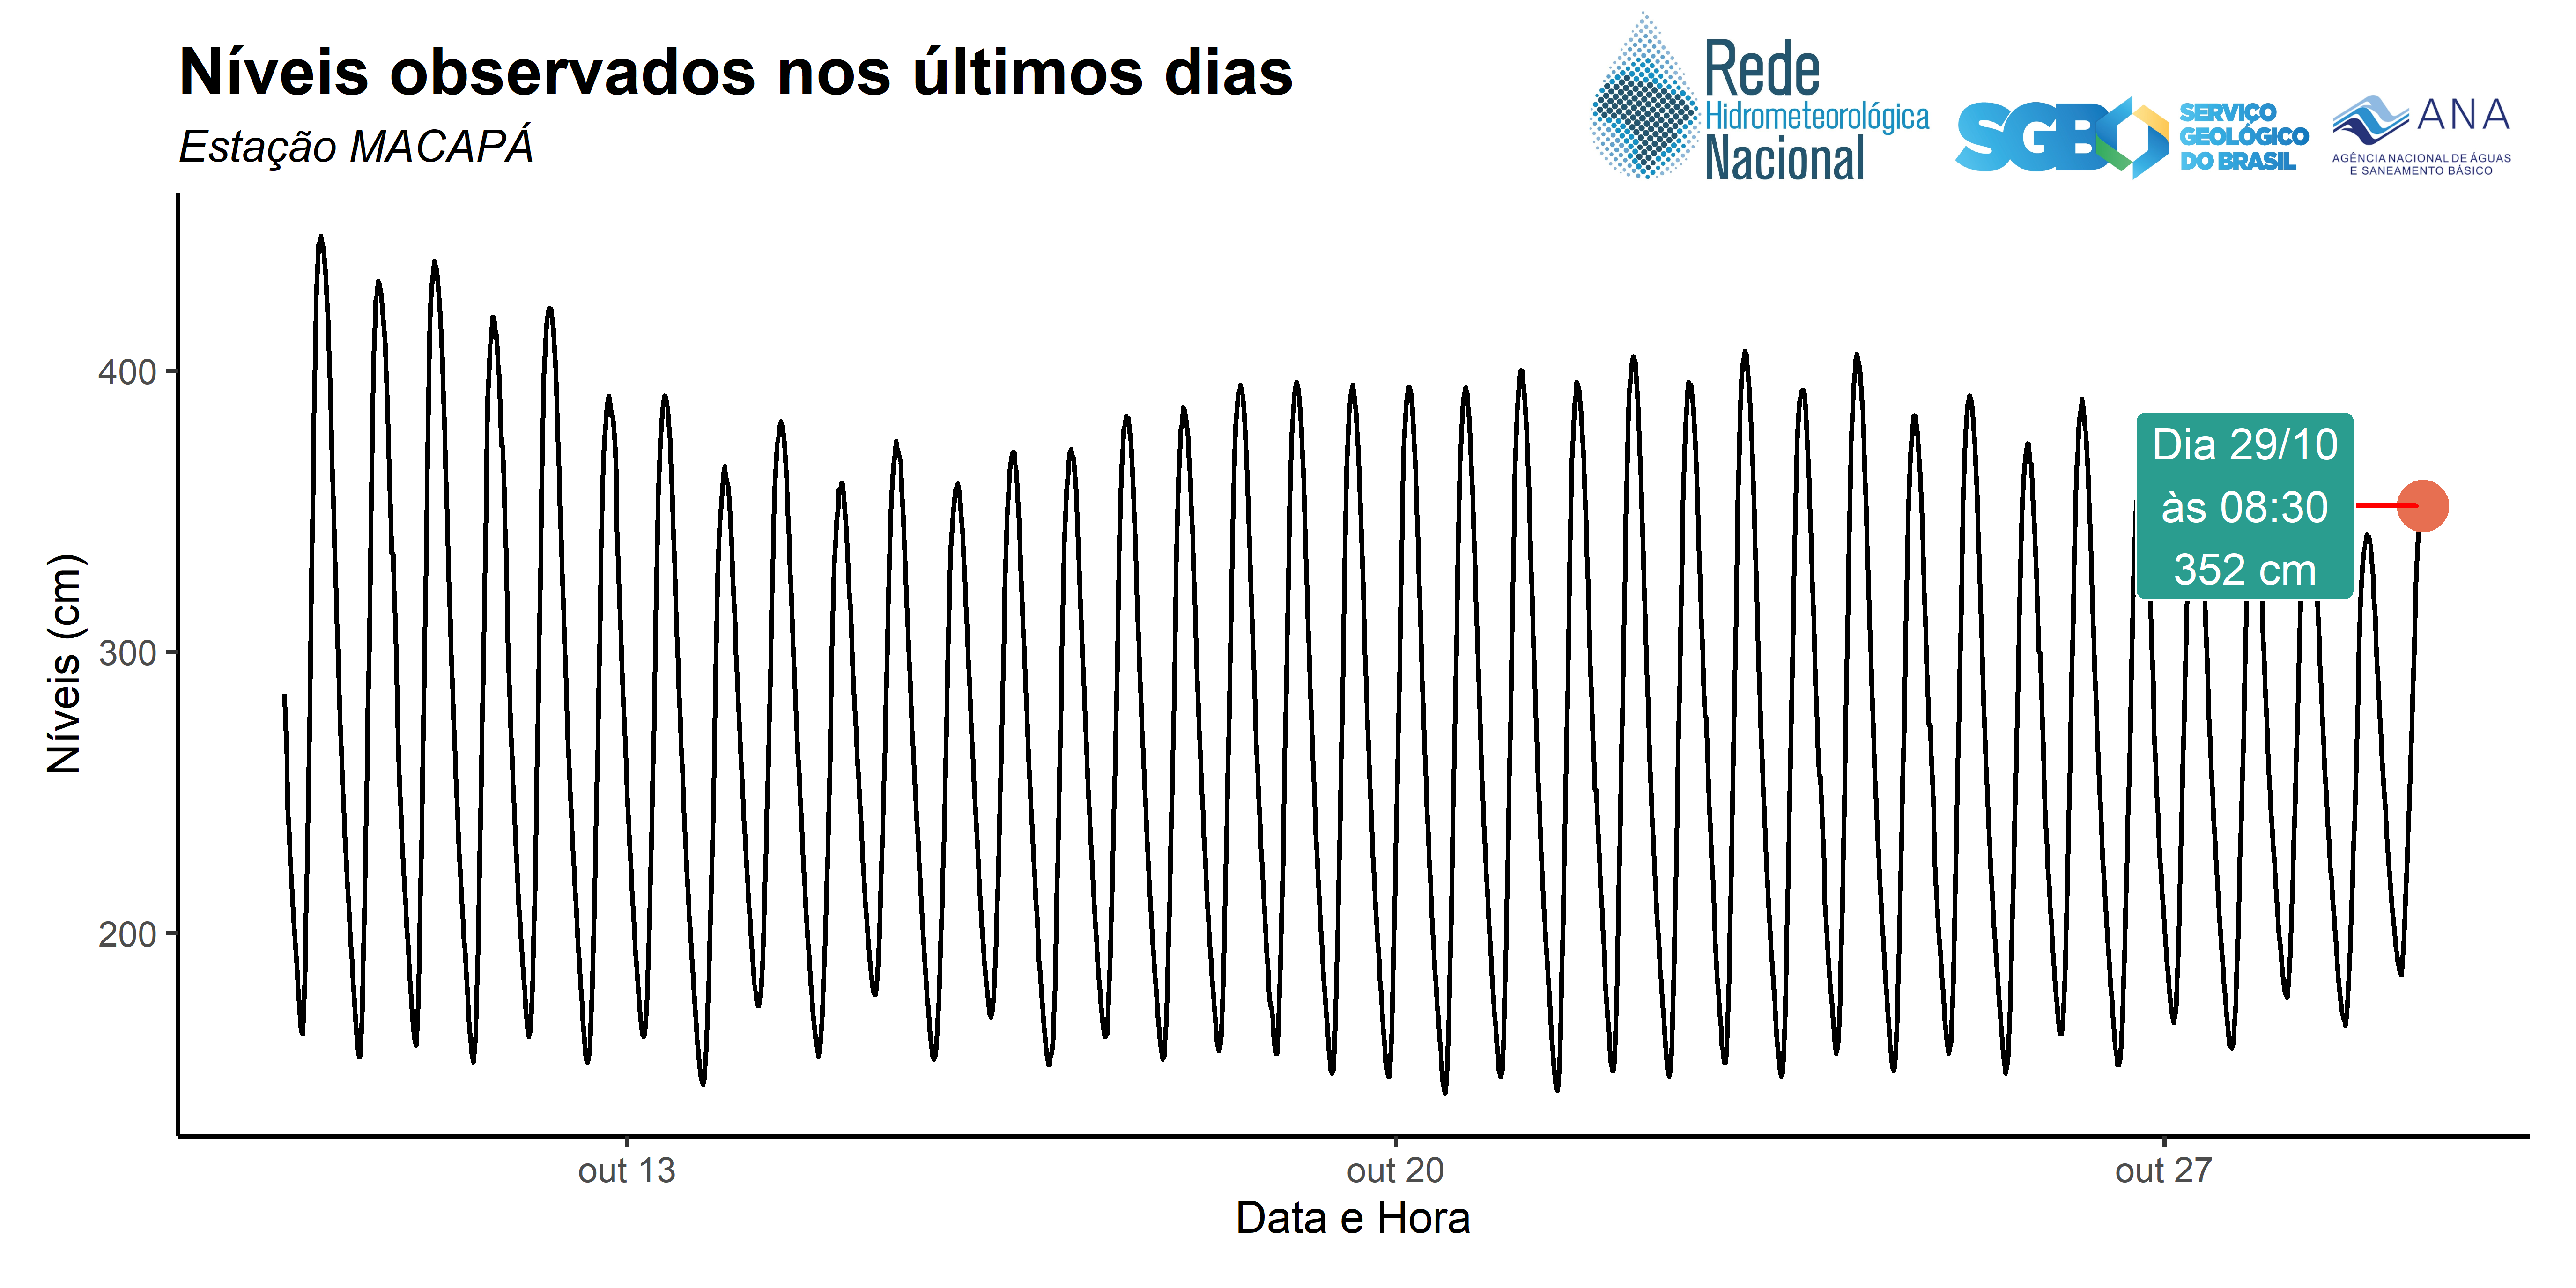 Níveis observados nos últimos dias
Estação MACAPÁ
Rede
Hidrometeorológica
Nacional
SGB
SERVIÇO
GEOLÓGICO
DO BRASIL
ANA
AGÊNCIA NACIONAL DE ÁGUAS
E SANEAMENTO BÁSICO
Níveis (cm)
400
300
200
Dia 29/10
às 08:30
352 cm
out 13
out 20
out 27
Data e Hora